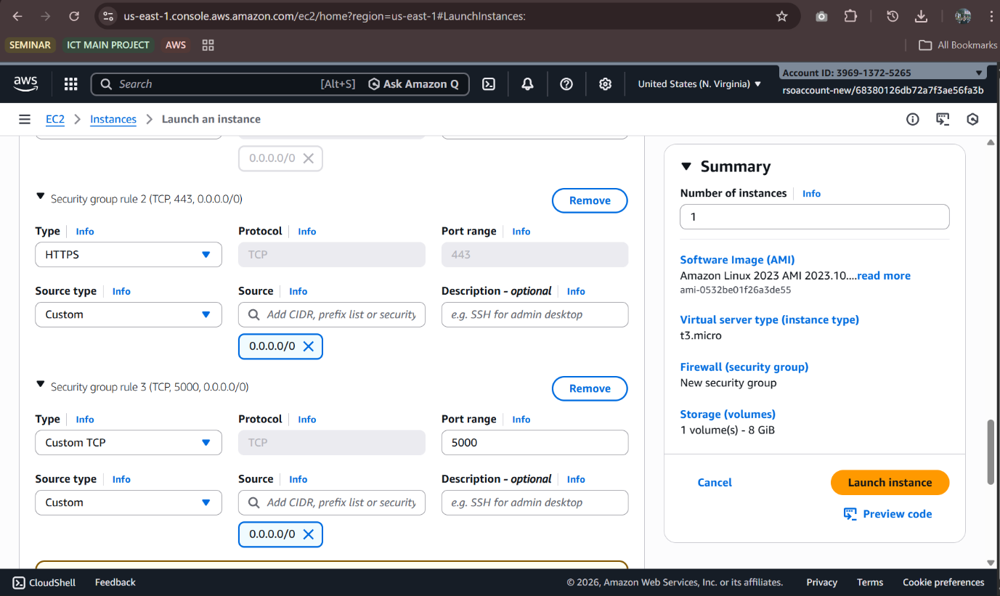 us-east-1.console.aws.amazon.com/ec2/home?region=us-east-1#LaunchInstances:
SEMINAR ICT MAIN PROJECT AWS All Bookmarks
aws Search [Alt+S] Ask Amazon Q United States (N. Virginia) Account ID: 3969-1372-5265
rsoaccount-new/68380126db72a7f3ae56fa3b
EC2 Instances Launch an instance
0.0.0.0/0
Security group rule 2 (TCP, 443, 0.0.0.0/0) Remove
Type Info Protocol Info Port range Info
HTTPS TCP 443
Source type Info Source Info Description - optional Info
Custom Add CIDR, prefix list or security e.g. SSH for admin desktop
0.0.0.0/0
Security group rule 3 (TCP, 5000, 0.0.0.0/0) Remove
Type Info Protocol Info Port range Info
Custom TCP TCP 5000
Source type Info Source Info Description - optional Info
Custom Add CIDR, prefix list or security e.g. SSH for admin desktop
0.0.0.0/0
Summary
Number of instances Info
1
Software Image (AMI)
Amazon Linux 2023 AMI 2023.10....read more
ami-0532be01f26a3de55
Virtual server type (instance type)
t3.micro
Firewall (security group)
New security group
Storage (volumes)
1 volume(s) - 8 GiB
Cancel Launch instance
Preview code
CloudShell Feedback © 2026, Amazon Web Services, Inc. or its affiliates. Privacy Terms Cookie preferences